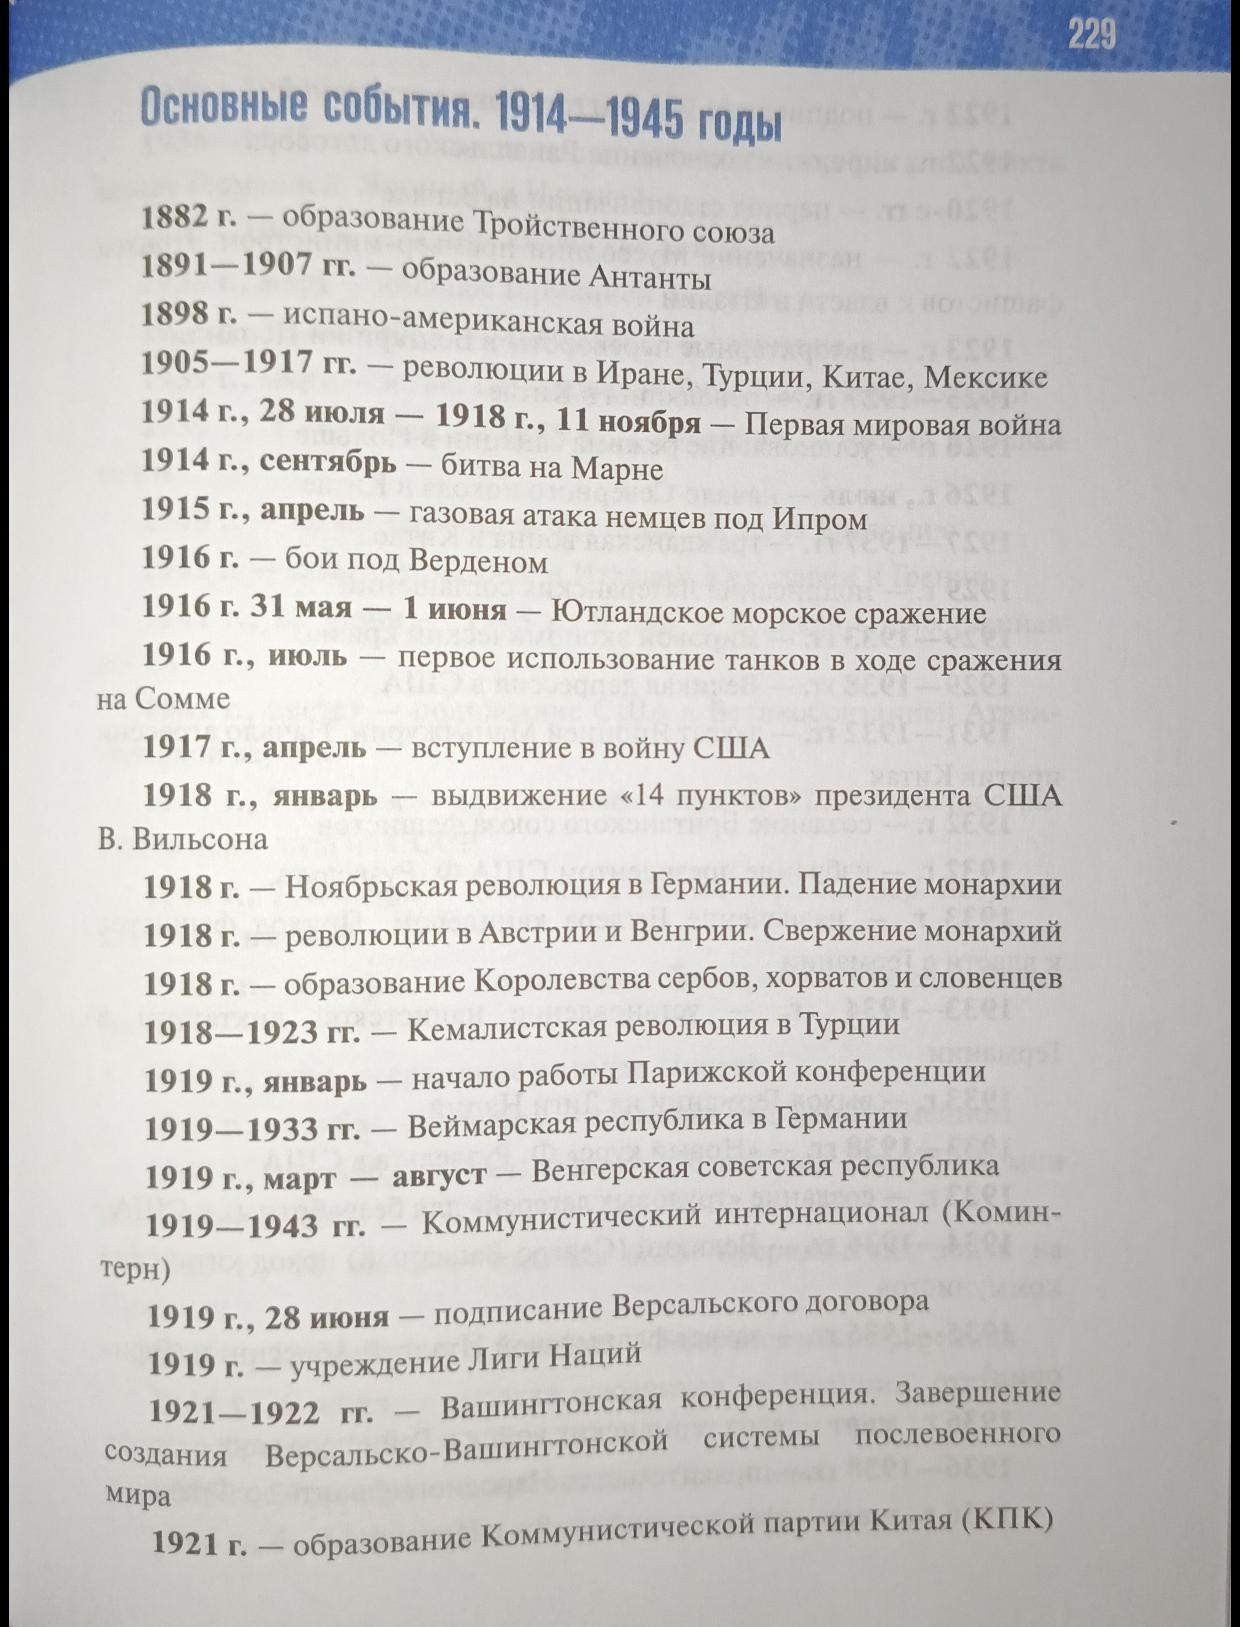 229
Основные события. 1914—1945 годы
1882 г. — образование Тройственного союза
1891—1907 гг. — образование Антанты
1898 г. — испано-американская война
1905—1917 гг. — революции в Иране, Турции, Китае, Мексике
1914 г., 28 июля — 1918 г., 11 ноября — Первая мировая война
1914 г., сентябрь — битва на Марне
1915 г., апрель — газовая атака немцев под Ипром
1916 г. — бои под Верденом
1916 г. 31 мая — 1 июня — Ютландское морское сражение
1916 г., июль — первое использование танков в ходе сражения
на Сомме
1917 г., апрель — вступление в войну США
1918 г., январь — выдвижение «14 пунктов» президента США
В. Вильсона
1918 г. — Ноябрьская революция в Германии. Падение монархии
1918 г. — революции в Австрии и Венгрии. Свержение монархий
1918 г. — образование Королевства сербов, хорватов и словенцев
1918—1923 гг. — Кемалистская революция в Турции
1919 г., январь — начало работы Парижской конференции
1919—1933 гг. — Веймарская республика в Германии
1919 г., март — август — Венгерская советская республика
1919—1943 гг. — Коммунистический интернационал (Комин-
терн)
1919 г., 28 июня — подписание Версальского договора
1919 г. — учреждение Лиги Наций
1921—1922 гг. — Вашингтонская конференция. Завершение
создания Версальско-Вашингтонской системы послевоенного
мира
1921 г. — образование Коммунистической партии Китая (КПК)